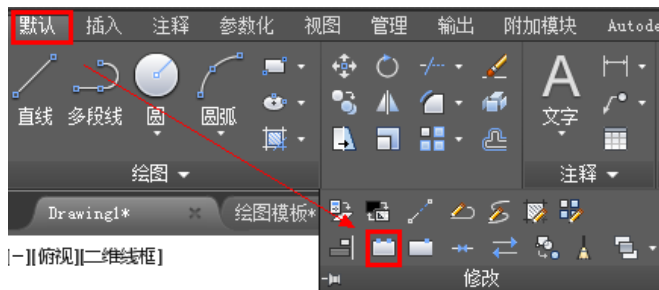 默认 插入 注释 参数化 视图 管理 输出 附加模块 Autode
直线 多段线 圆 圆弧 文字
绘图 注释
Drawing1* 绘图模板*
[-][俯视][二维线框]
修改